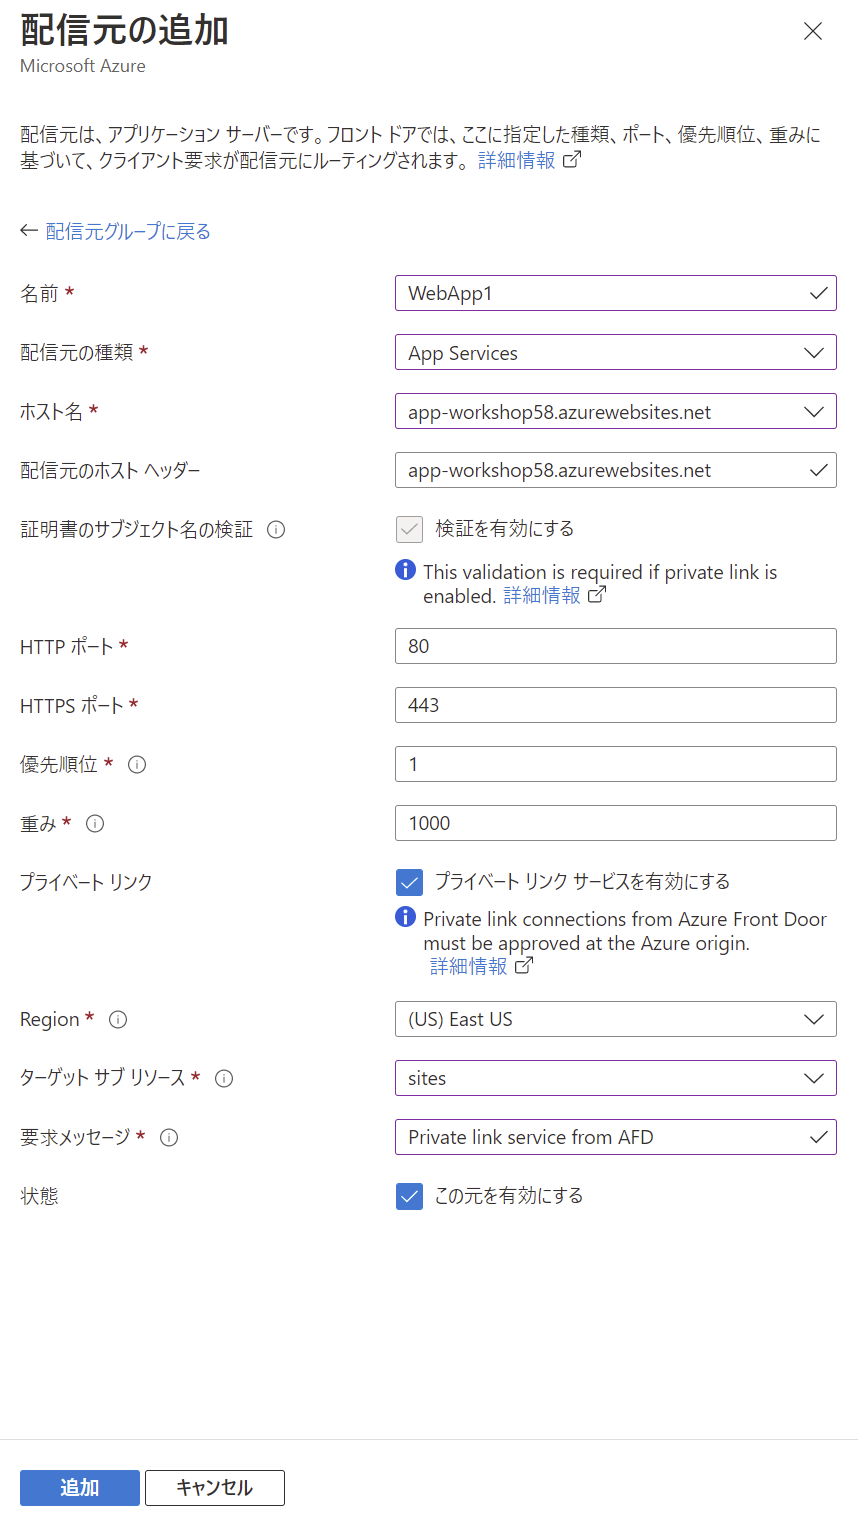 配信元の追加
Microsoft Azure
配信元は、アプリケーション サーバーです。フロント ドアでは、ここに指定した種類、ポート、優先順位、重みに
基づいて、クライアント要求が配信元にルーティングされます。 詳細情報
配信元グループに戻る
名前 *
WebApp1
配信元の種類 *
App Services
ホスト名 *
app-workshop58.azurewebsites.net
配信元のホスト ヘッダー
app-workshop58.azurewebsites.net
証明書のサブジェクト名の検証
検証を有効にする
This validation is required if private link is
enabled. 詳細情報
HTTP ポート *
80
HTTPS ポート *
443
優先順位 *
1
重み *
1000
プライベート リンク
プライベート リンク サービスを有効にする
Private link connections from Azure Front Door
must be approved at the Azure origin.
詳細情報
Region *
(US) East US
ターゲット サブ リソース *
sites
要求メッセージ *
Private link service from AFD
状態
この元を有効にする
追加
キャンセル